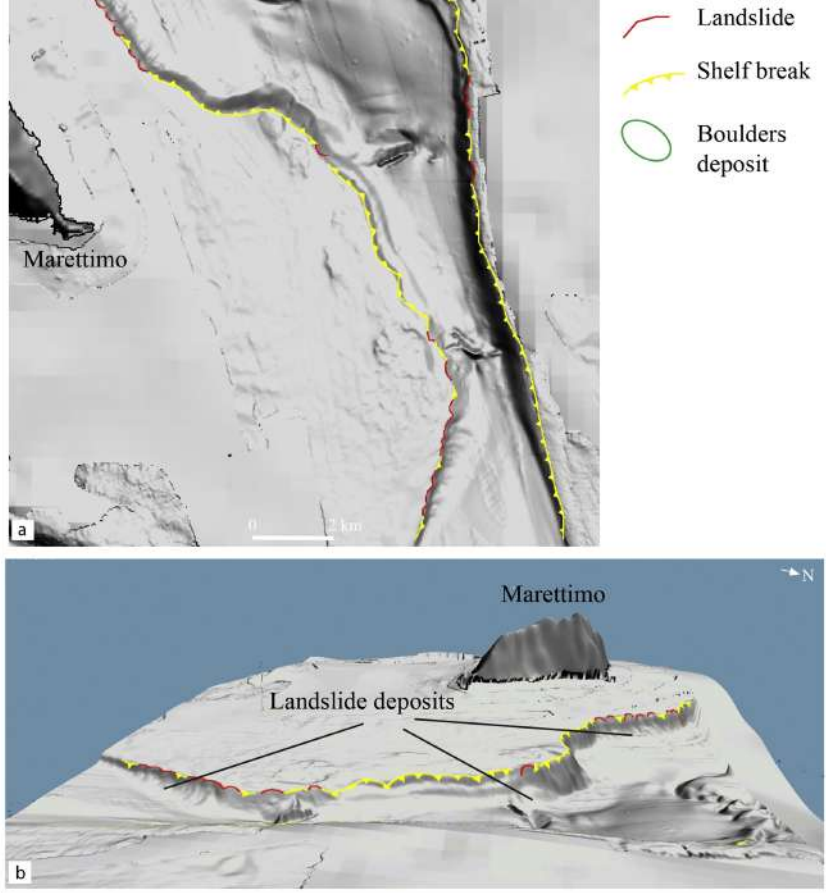 Landslide
Shelf break
Boulders
deposit
Marettimo
0 2 km
a
N
Marettimo
Landslide deposits
b